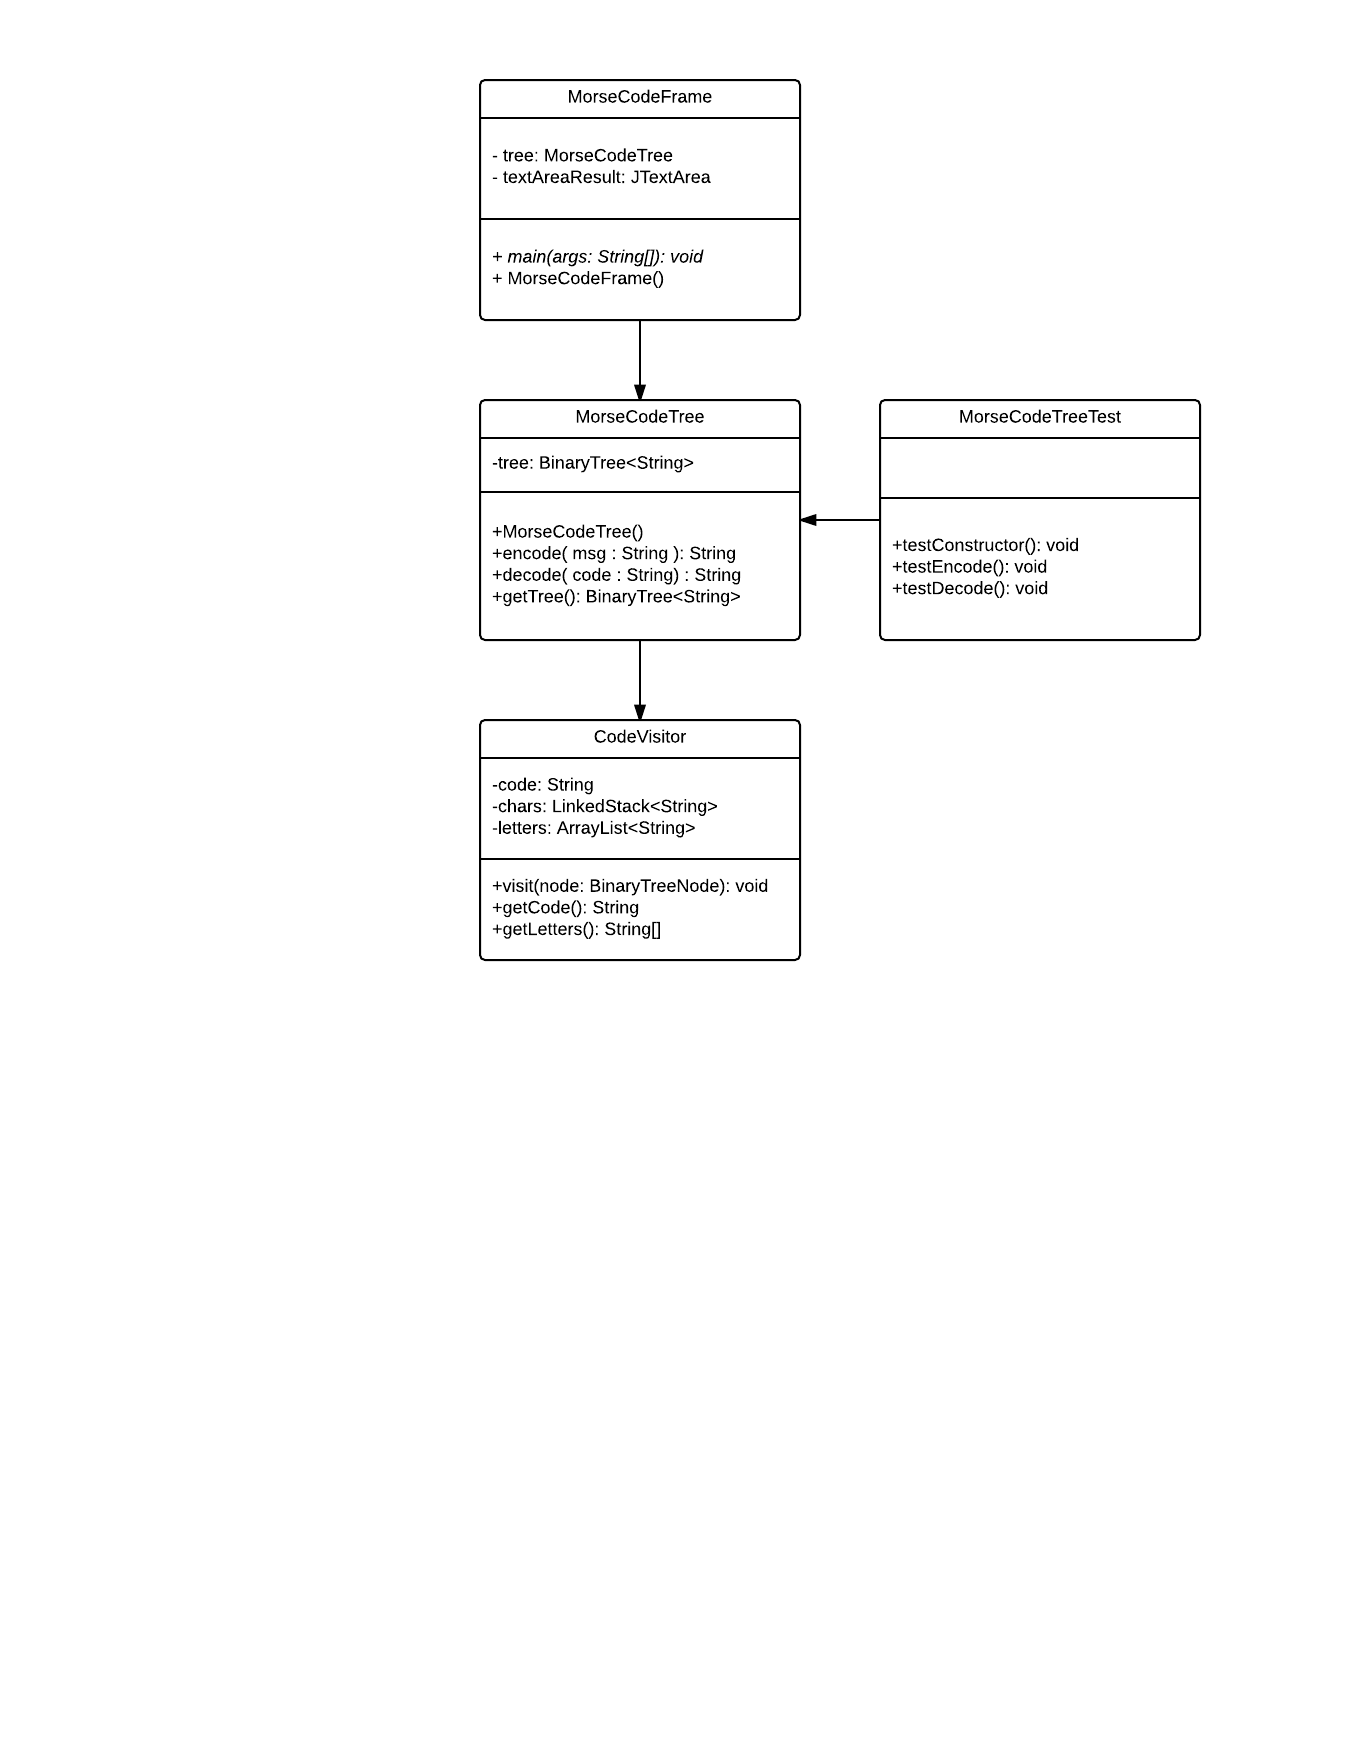 MorseCodeFrame
- tree: MorseCodeTree
- textAreaResult: JTextArea
+ main(args: String[]): void
+ MorseCodeFrame()
MorseCodeTree
-tree: BinaryTree<String>
+MorseCodeTree()
+encode( msg : String ): String
+decode( code : String) : String
+getTree(): BinaryTree<String>
MorseCodeTreeTest
+testConstructor(): void
+testEncode(): void
+testDecode(): void
CodeVisitor
-code: String
-chars: LinkedStack<String>
-letters: ArrayList<String>
+visit(node: BinaryTreeNode): void
+getCode(): String
+getLetters(): String[]